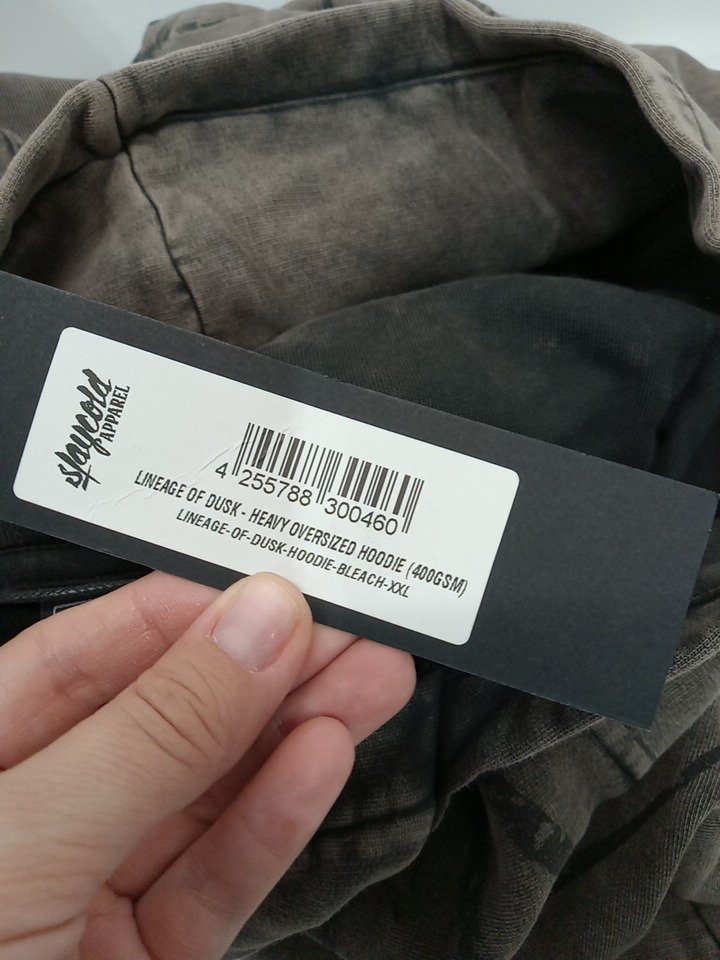 staycold
APPAREL
4 255788 300460
LINEAGE OF DUSK - HEAVY OVERSIZED HOODIE (400GSM)
LINEAGE-OF-DUSK-HOODIE-BLEACH-XXL